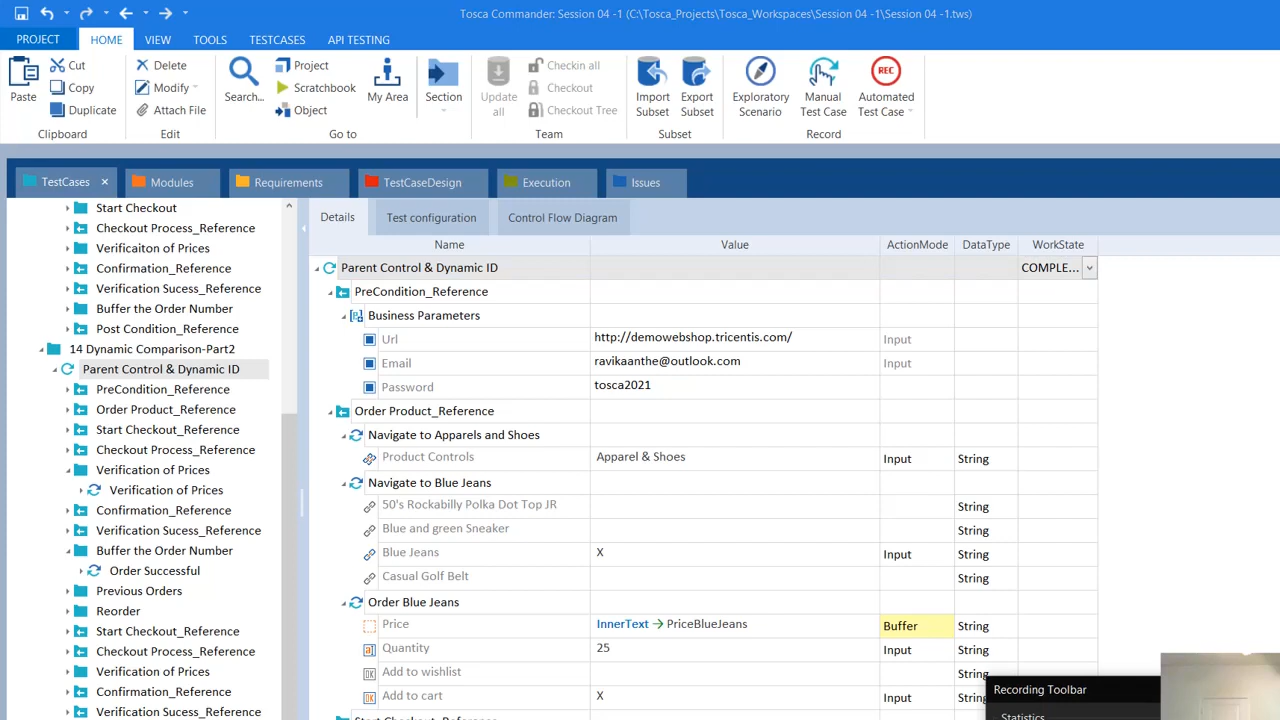 Tosca Commander: Session 04 -1 (C:\Tosca_Projects\Tosca_Workspaces\Session 04 -1\Session 04 -1.tws)
PROJECT HOME VIEW TOOLS TESTCASES API TESTING
Paste
Cut
Copy
Duplicate
Clipboard
Delete
Modify
Attach File
Edit
Search...
Project
Scratchbook
Object
My Area
Go to
Section
Update all
Checkin all
Checkout
Checkout Tree
Team
Import Subset
Export Subset
Subset
Exploratory Scenario
Manual Test Case
REC
Automated Test Case
Record
TestCases × Modules Requirements TestCaseDesign Execution Issues
Start Checkout
Checkout Process_Reference
Verificaiton of Prices
Confirmation_Reference
Verification Sucess_Reference
Buffer the Order Number
Post Condition_Reference
14 Dynamic Comparison-Part2
Parent Control & Dynamic ID
PreCondition_Reference
Order Product_Reference
Start Checkout_Reference
Checkout Process_Reference
Verification of Prices
Verification of Prices
Confirmation_Reference
Verification Sucess_Reference
Buffer the Order Number
Order Successful
Previous Orders
Reorder
Start Checkout_Reference
Checkout Process_Reference
Verification of Prices
Confirmation_Reference
Verification Sucess_Reference
Details Test configuration Control Flow Diagram
Name Value ActionMode DataType WorkState
Parent Control & Dynamic ID COMPLE...
PreCondition_Reference
Business Parameters
Url http://demowebshop.tricentis.com/ Input
Email ravikaanthe@outlook.com Input
Password tosca2021
Order Product_Reference
Navigate to Apparels and Shoes
Product Controls Apparel & Shoes Input String
Navigate to Blue Jeans
50's Rockabilly Polka Dot Top JR String
Blue and green Sneaker String
Blue Jeans X Input String
Casual Golf Belt String
Order Blue Jeans
Price InnerText → PriceBlueJeans Buffer String
Quantity 25 Input String
Add to wishlist String
Add to cart X Input String
Start Checkout_Reference
Recording Toolbar
Statistics